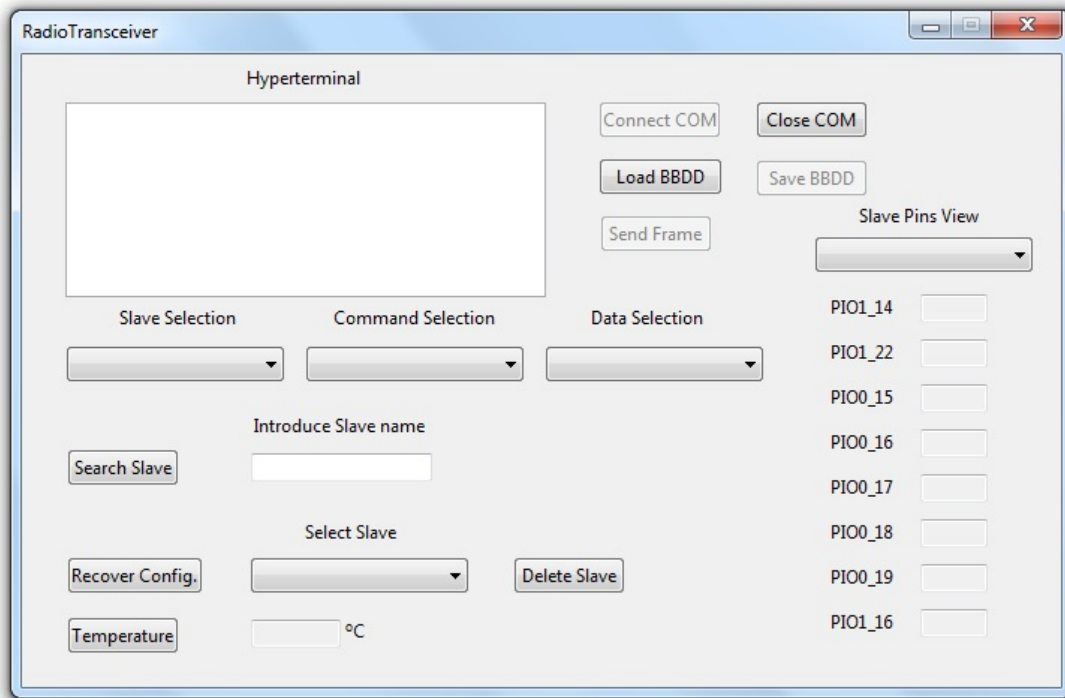 RadioTransceiver
Hyperterminal
Connect COM
Close COM
Load BBDD
Save BBDD
Send Frame
Slave Pins View
Slave Selection
Command Selection
Data Selection
PIO1_14
PIO1_22
PIO0_15
PIO0_16
PIO0_17
PIO0_18
PIO0_19
PIO1_16
Introduce Slave name
Search Slave
Select Slave
Recover Config.
Delete Slave
Temperature
ºC